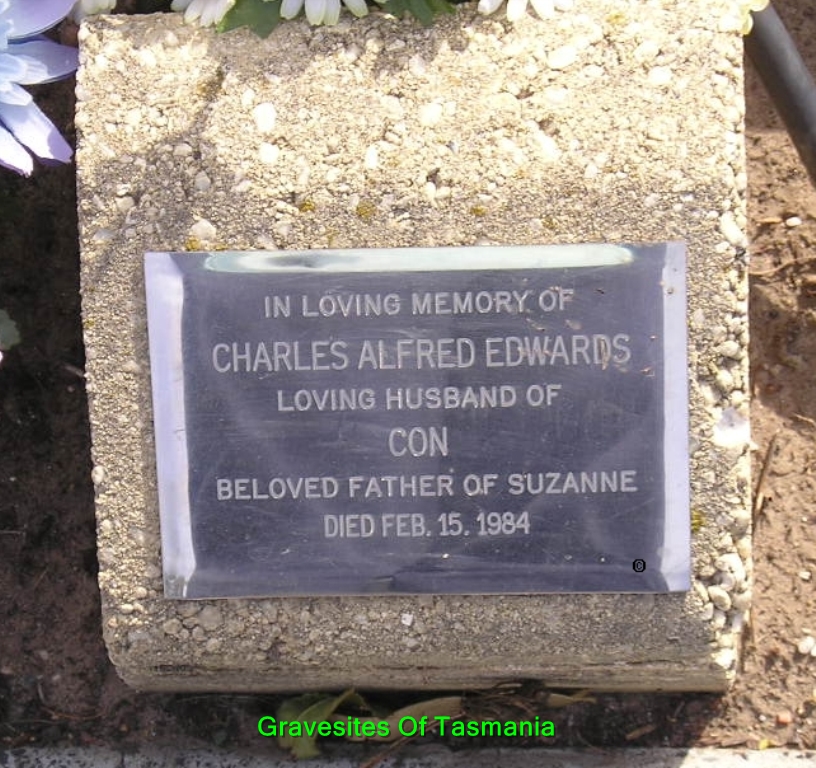 IN LOVING MEMORY OF
CHARLES ALFRED EDWARDS
LOVING HUSBAND OF
CON
BELOVED FATHER OF SUZANNE
DIED FEB. 15. 1984
©
Gravesites Of Tasmania